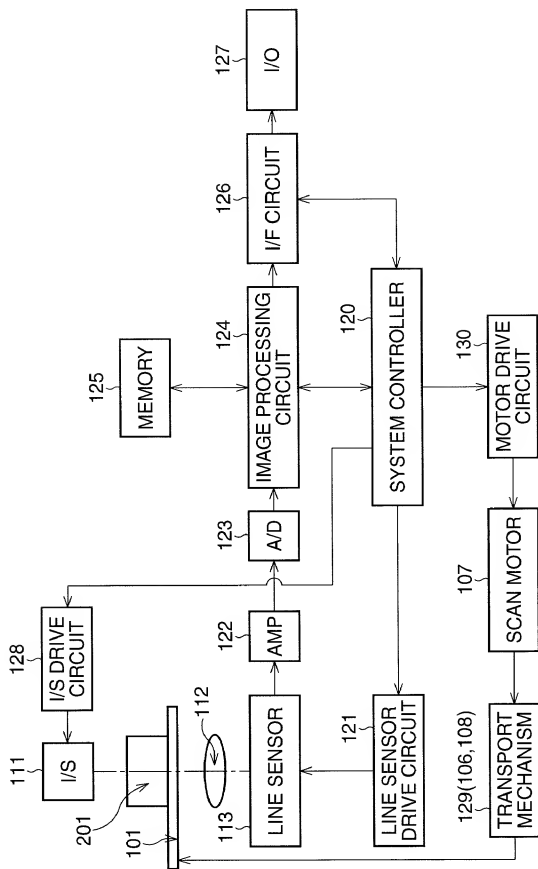 125
MEMORY
111
I/S
128
I/S DRIVE
CIRCUIT
201
101
112
113
LINE SENSOR
122
AMP
123
A/D
124
IMAGE PROCESSING
CIRCUIT
126
I/F CIRCUIT
127
I/O
121
LINE SENSOR
DRIVE CIRCUIT
120
SYSTEM CONTROLLER
129(106,108)
TRANSPORT
MECHANISM
107
SCAN MOTOR
130
MOTOR DRIVE
CIRCUIT